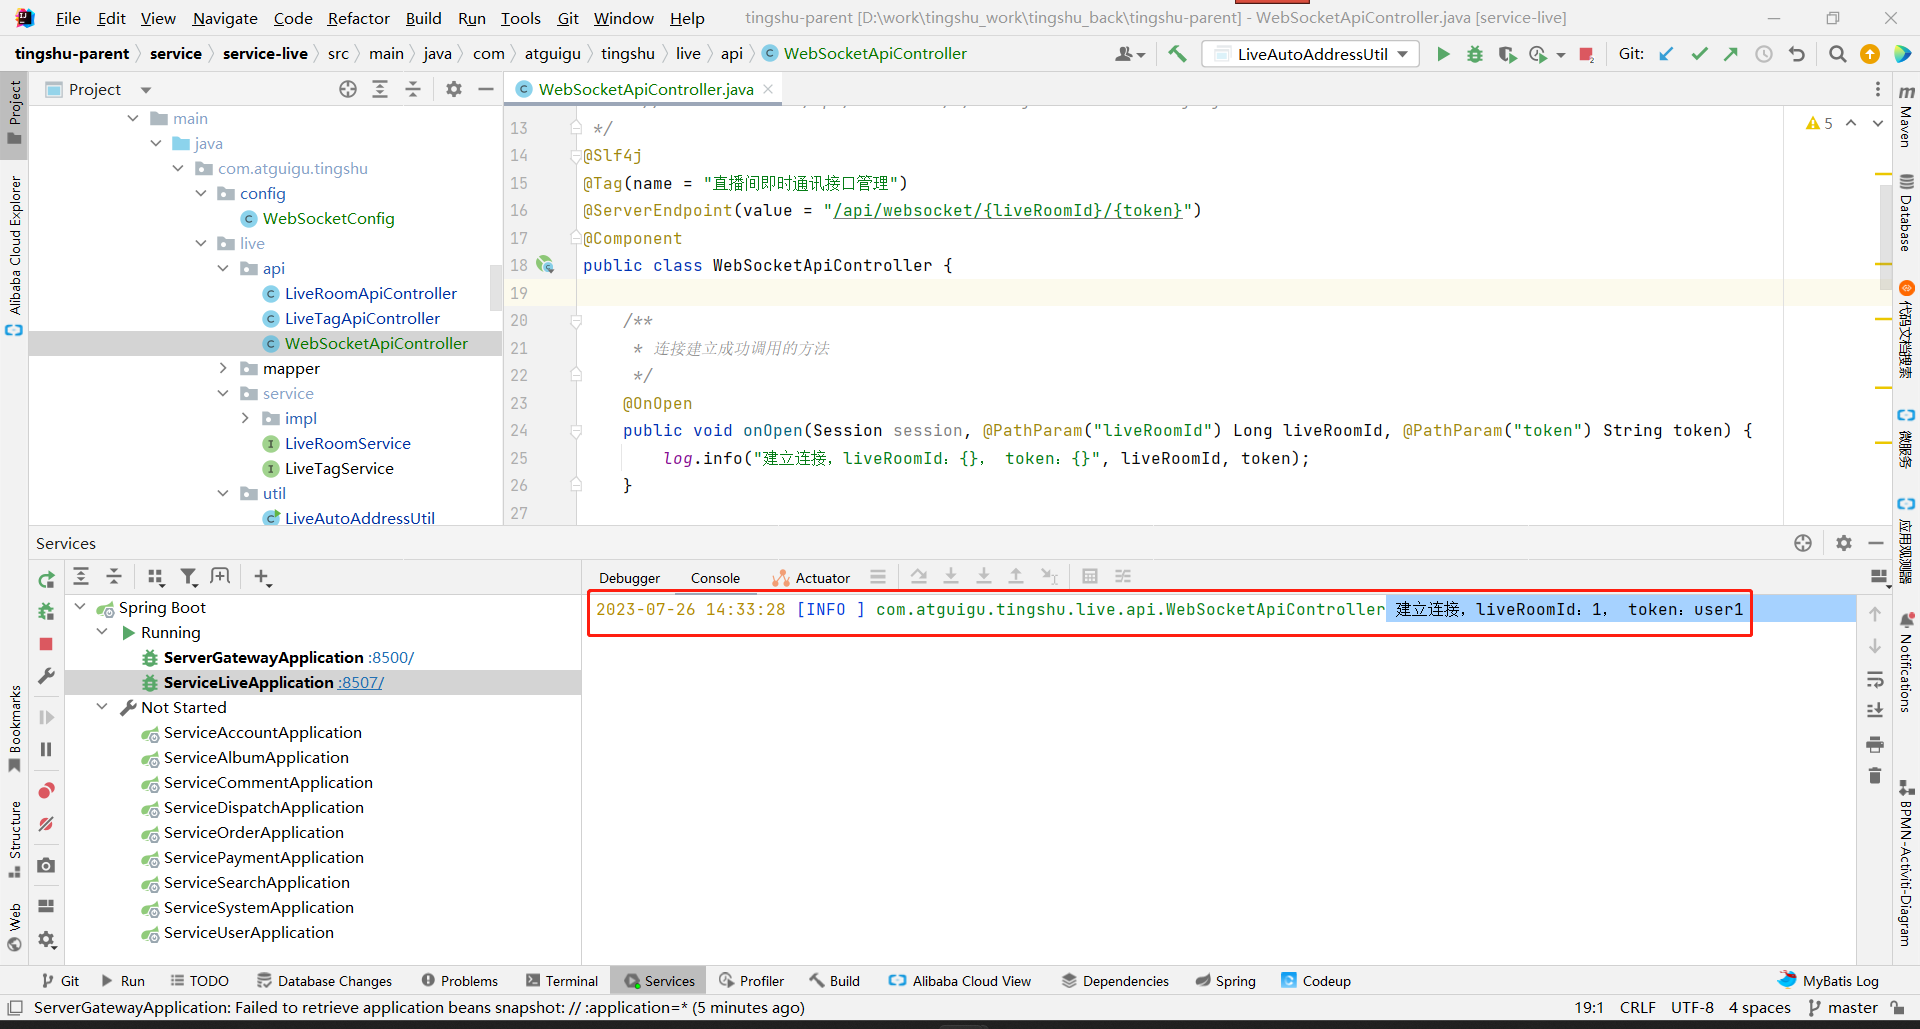 File Edit View Navigate Code Refactor Build Run Tools Git Window Help tingshu-parent [D:\work\tingshu_work\tingshu_back\tingshu-parent] - WebSocketApiController.java [service-live]
tingshu-parent service service-live src main java com atguigu tingshu live api WebSocketApiController LiveAutoAddressUtil Git:
Project
WebSocketApiController.java
main
java
com.atguigu.tingshu
config
WebSocketConfig
live
api
LiveRoomApiController
LiveTagApiController
WebSocketApiController
mapper
service
impl
LiveRoomService
LiveTagService
util
LiveAutoAddressUtil
5
13 */
14 @Slf4j
15 @Tag(name = "直播间即时通讯接口管理")
16 @ServerEndpoint(value = "/api/websocket/{liveRoomId}/{token}")
17 @Component
18 public class WebSocketApiController {
19
20 /**
21 * 连接建立成功调用的方法
22 */
23 @OnOpen
24 public void onOpen(Session session, @PathParam("liveRoomId") Long liveRoomId, @PathParam("token") String token) {
25 log.info("建立连接，liveRoomId：{}， token：{}", liveRoomId, token);
26 }
27
Services
Debugger Console Actuator
Spring Boot
Running
ServerGatewayApplication :8500/
ServiceLiveApplication :8507/
Not Started
ServiceAccountApplication
ServiceAlbumApplication
ServiceCommentApplication
ServiceDispatchApplication
ServiceOrderApplication
ServicePaymentApplication
ServiceSearchApplication
ServiceSystemApplication
ServiceUserApplication
2023-07-26 14:33:28 [INFO ] com.atguigu.tingshu.live.api.WebSocketApiController 建立连接，liveRoomId：1， token：user1
Project
Alibaba Cloud Explorer
Bookmarks
Structure
Web
m
Maven
Database
代码文档搜索
微服务
应用观测器
Notifications
BPMN-Activiti-Diagram
Git Run TODO Database Changes Problems Terminal Services Profiler Build Alibaba Cloud View Dependencies Spring Codeup MyBatis Log
ServerGatewayApplication: Failed to retrieve application beans snapshot: // :application=* (5 minutes ago) 19:1 CRLF UTF-8 4 spaces master